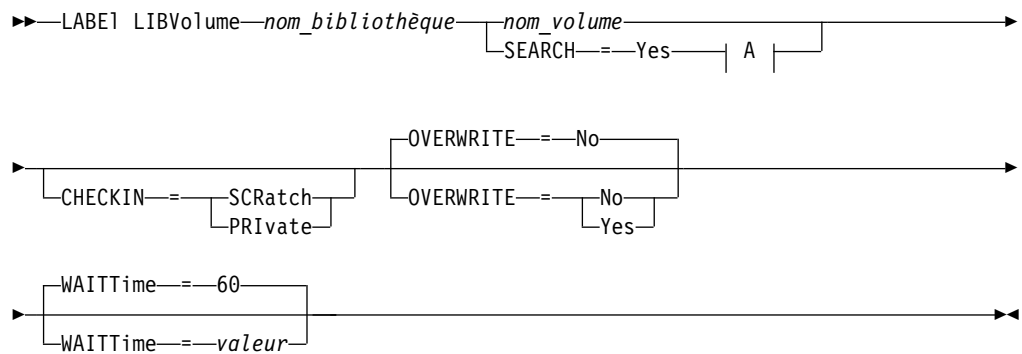 LABEl LIBVolume nom_bibliothèque nom_volume
SEARCH = Yes A
OVERWRITE = No
CHECKIN = SCRatch OVERWRITE = No
PRIvate Yes
WAITTime = 60
WAITTime = valeur